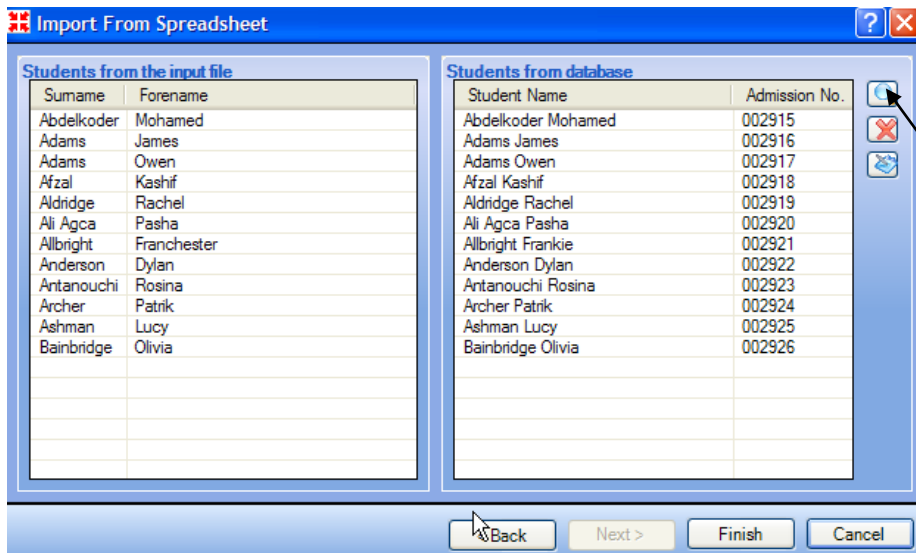 Import From Spreadsheet
Students from the input file
Surname Forename
Abdelkoder Mohamed
Adams James
Adams Owen
Afzal Kashif
Aldridge Rachel
Ali Agca Pasha
Allbright Franchester
Anderson Dylan
Antanouchi Rosina
Archer Patrik
Ashman Lucy
Bainbridge Olivia
Students from database
Student Name Admission No.
Abdelkoder Mohamed 002915
Adams James 002916
Adams Owen 002917
Afzal Kashif 002918
Aldridge Rachel 002919
Ali Agca Pasha 002920
Allbright Frankie 002921
Anderson Dylan 002922
Antanouchi Rosina 002923
Archer Patrik 002924
Ashman Lucy 002925
Bainbridge Olivia 002926
Back Next > Finish Cancel